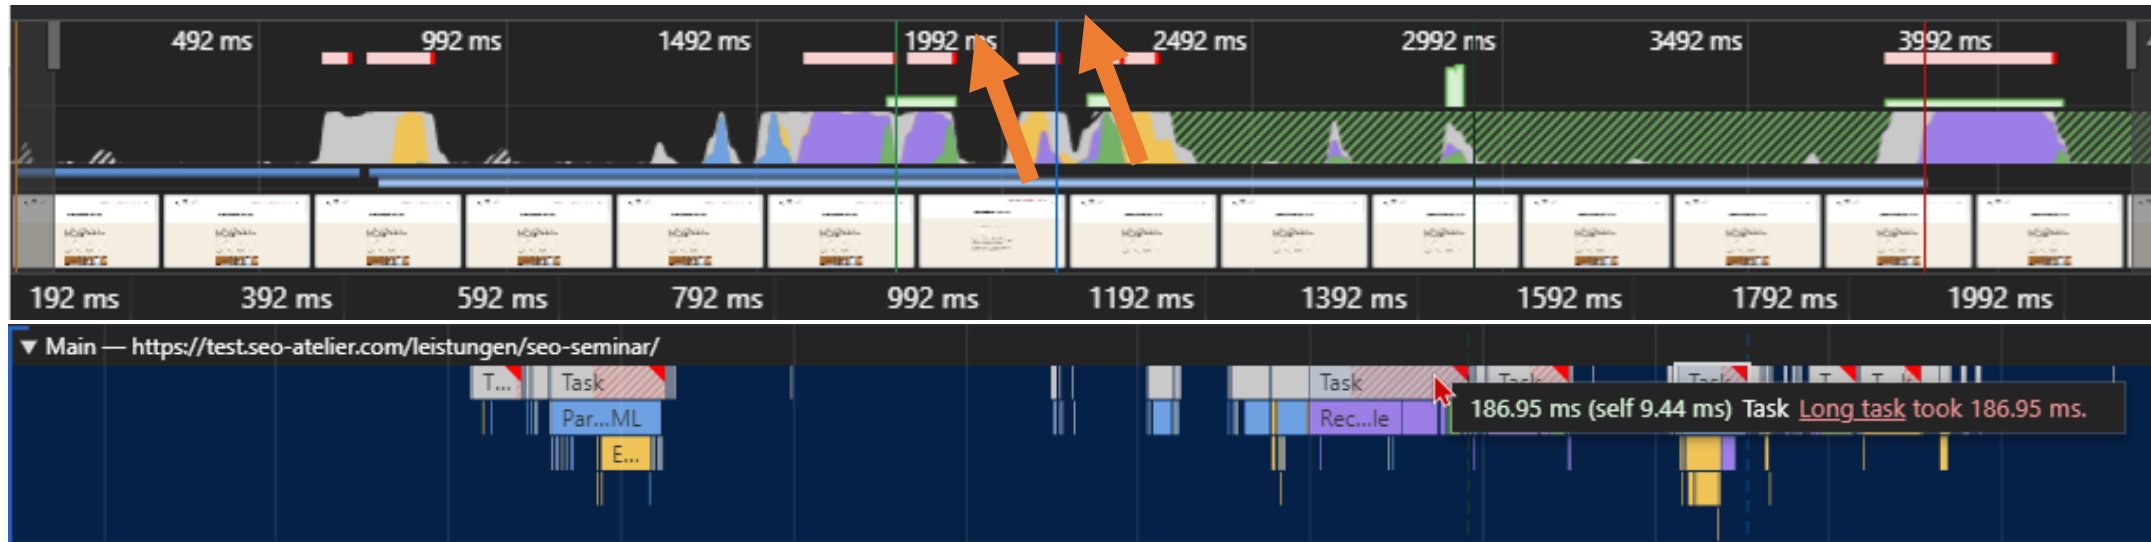 492 ms 992 ms 1492 ms 1992 ms 2492 ms 2992 ms 3492 ms 3992 ms
192 ms 392 ms 592 ms 792 ms 992 ms 1192 ms 1392 ms 1592 ms 1792 ms 1992 ms
▼ Main — https://test.seo-atelier.com/leistungen/seo-seminar/
T... Task Task Task Task T... T...k
186.95 ms (self 9.44 ms) Task Long task took 186.95 ms.
Par...ML Rec...le
E...